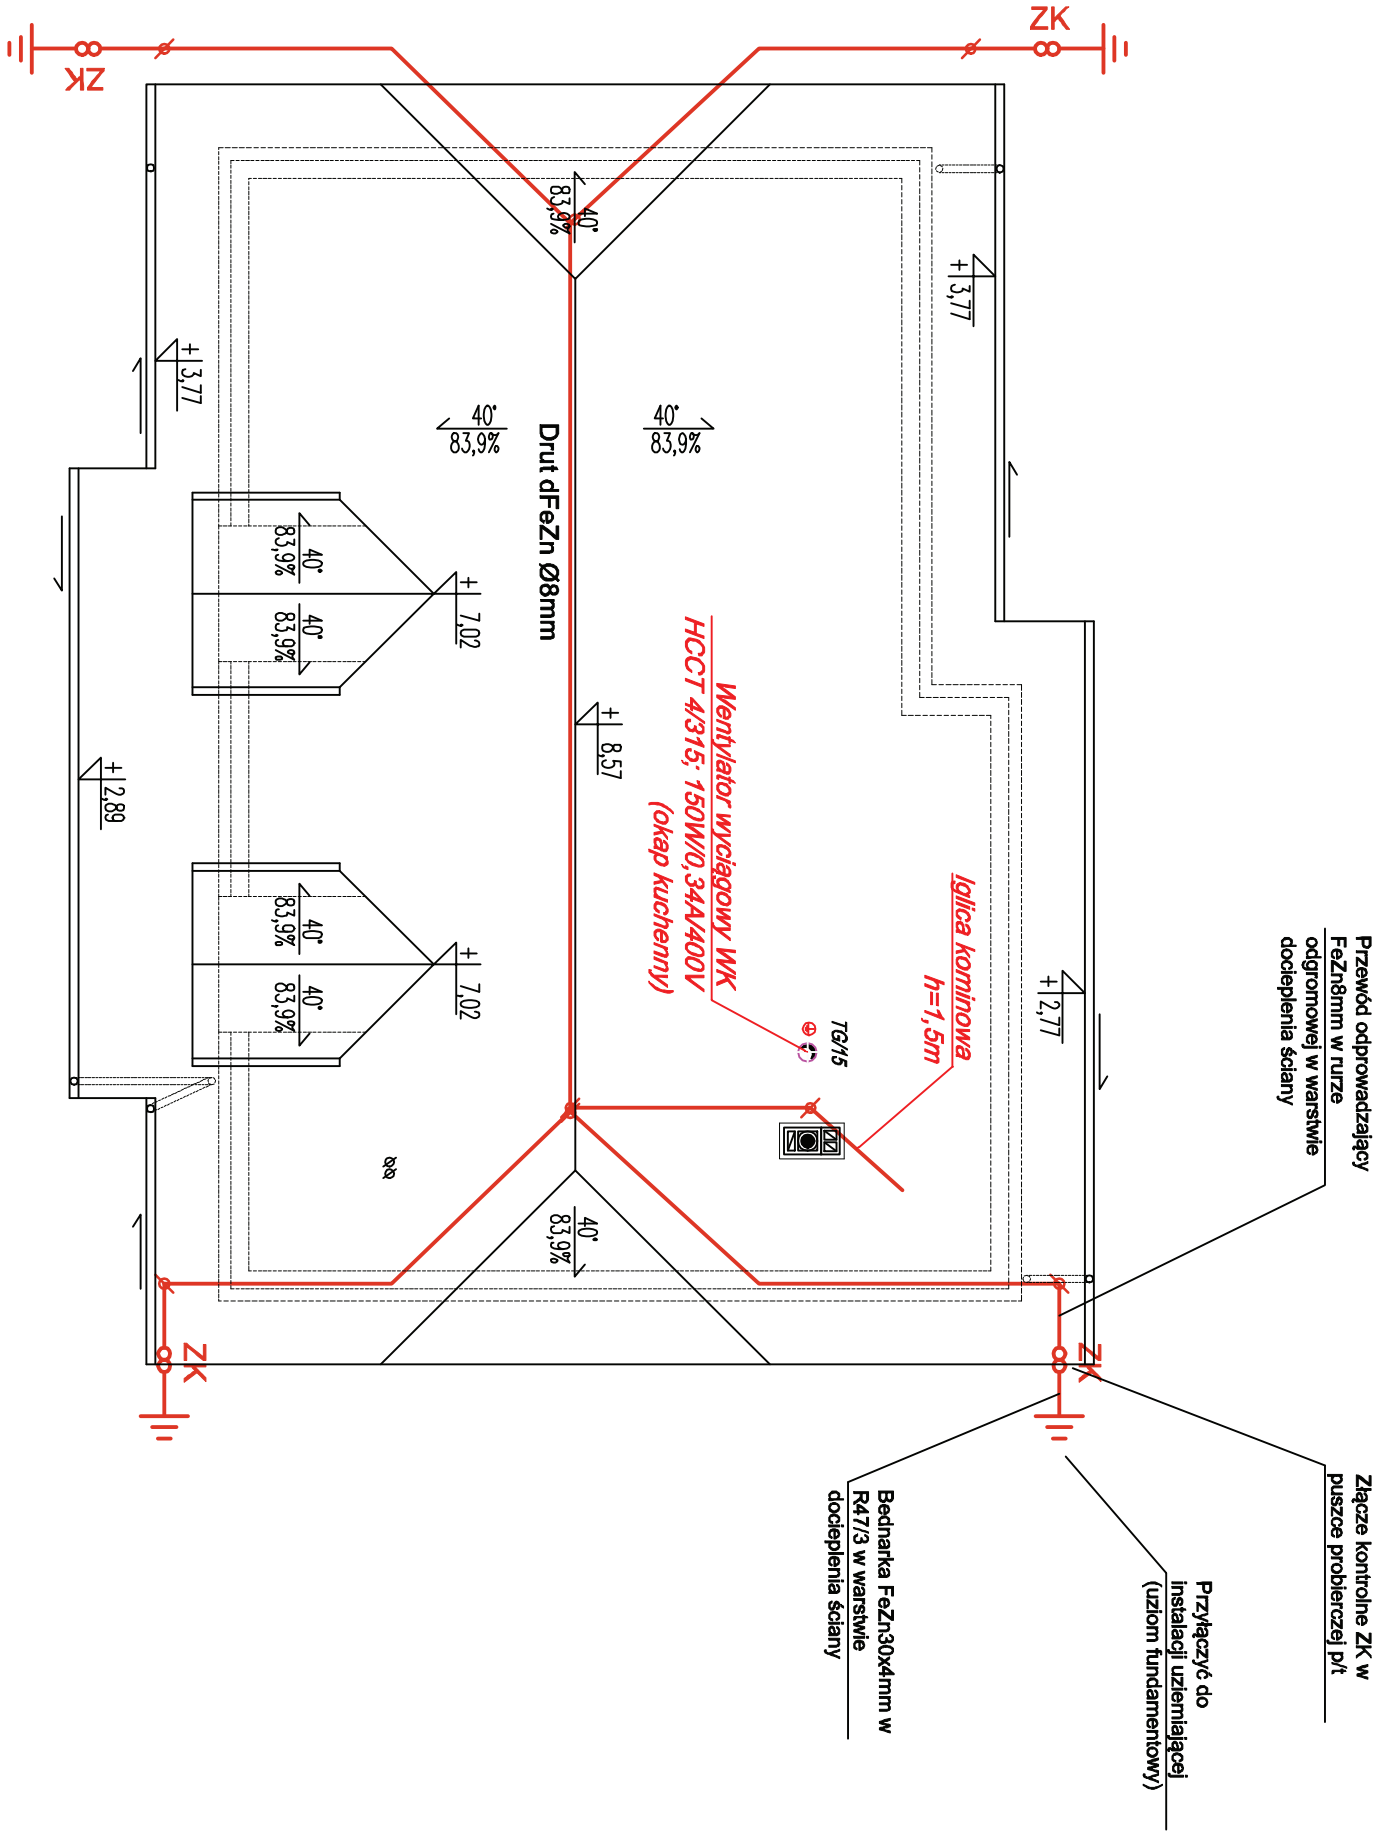 ZK
ZK
40°
83,9%
+ 3,77
+ 3,77
40°
83,9%
40°
83,9%
Drut dFeZn Ø8mm
40°
83,9%
40°
83,9%
+ 7,02
+ 8,57
+ 2,89
Wentylator wyciągowy WK
HCCT 4/315; 150W/0,34A/400V
(okap kuchenny)
Iglica kominowa
h=1,5m
TG/15
+ 2,77
40°
83,9%
40°
83,9%
+ 7,02
40°
83,9%
ZK
ZK
Przewód odprowadzający
FeZn8mm w rurze
odgromowej w warstwie
docieplenia ściany
Złącze kontrolne ZK w
puszce probierczej p/t
Przyłączyć do
instalacji uziemiającej
(uziom fundamentowy)
Bednarka FeZn30x4mm w
R47/3 w warstwie
docieplenia ściany